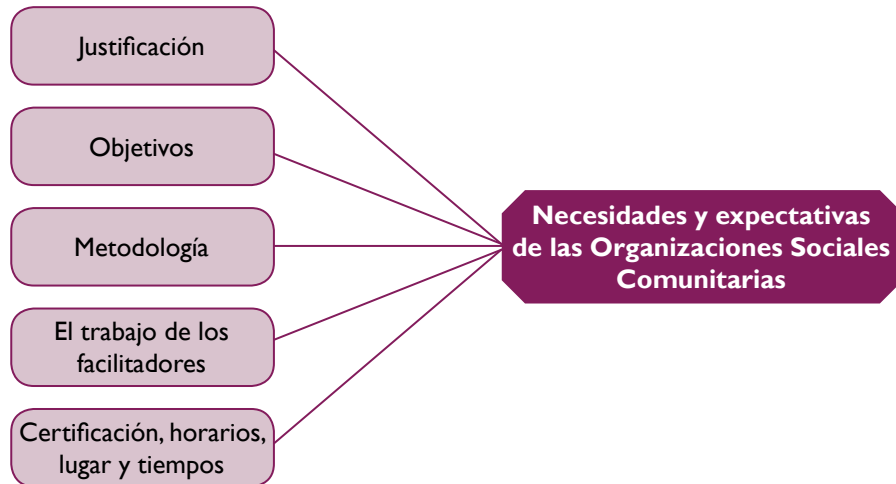 Justificación
Objetivos
Metodología
El trabajo de los
facilitadores
Certificación, horarios,
lugar y tiempos
Necesidades y expectativas
de las Organizaciones Sociales
Comunitarias